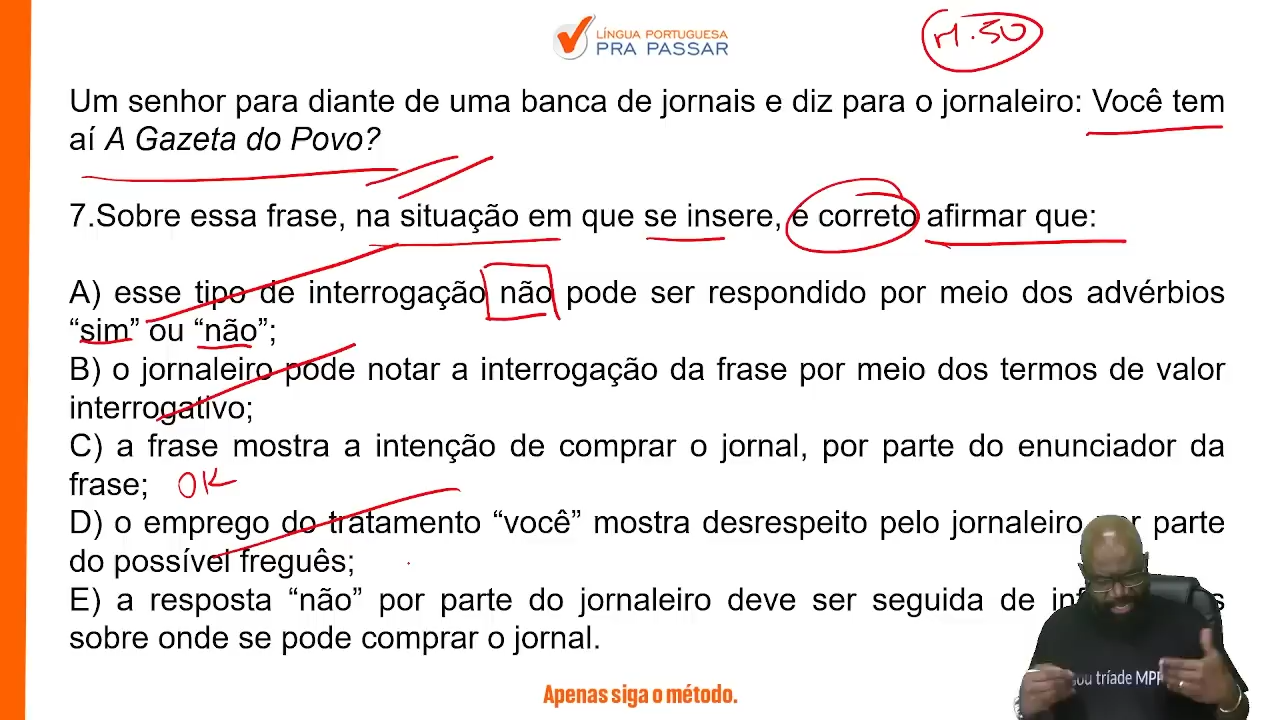 LÍNGUA PORTUGUESA
PRA PASSAR
M.50
Um senhor para diante de uma banca de jornais e diz para o jornaleiro: Você tem
aí A Gazeta do Povo?
7.Sobre essa frase, na situação em que se insere, é correto afirmar que:
A) esse tipo de interrogação não pode ser respondido por meio dos advérbios
“sim” ou “não”;
B) o jornaleiro pode notar a interrogação da frase por meio dos termos de valor
interrogativo;
C) a frase mostra a intenção de comprar o jornal, por parte do enunciador da
frase; OK
D) o emprego do tratamento “você” mostra desrespeito pelo jornaleiro por parte
do possível freguês;
E) a resposta “não” por parte do jornaleiro deve ser seguida de
sobre onde se pode comprar o jornal.
sou tríade MPP
Apenas siga o método.